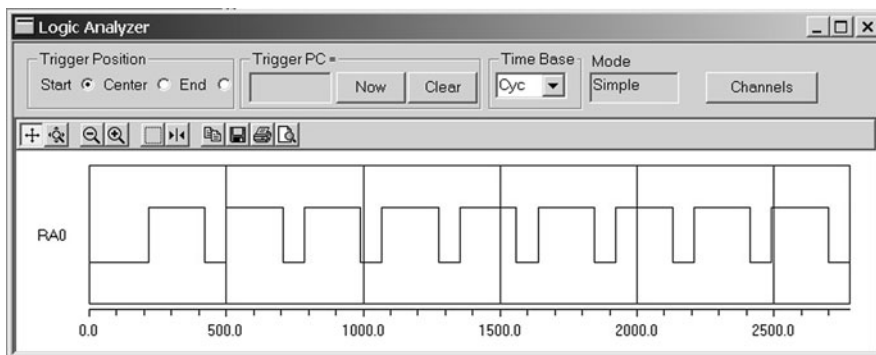 Logic Analyzer
Trigger Position
Start Center End
Trigger PC =
Now Clear
Time Base
Cyc
Mode
Simple
Channels
RA0
0.0 500.0 1000.0 1500.0 2000.0 2500.0